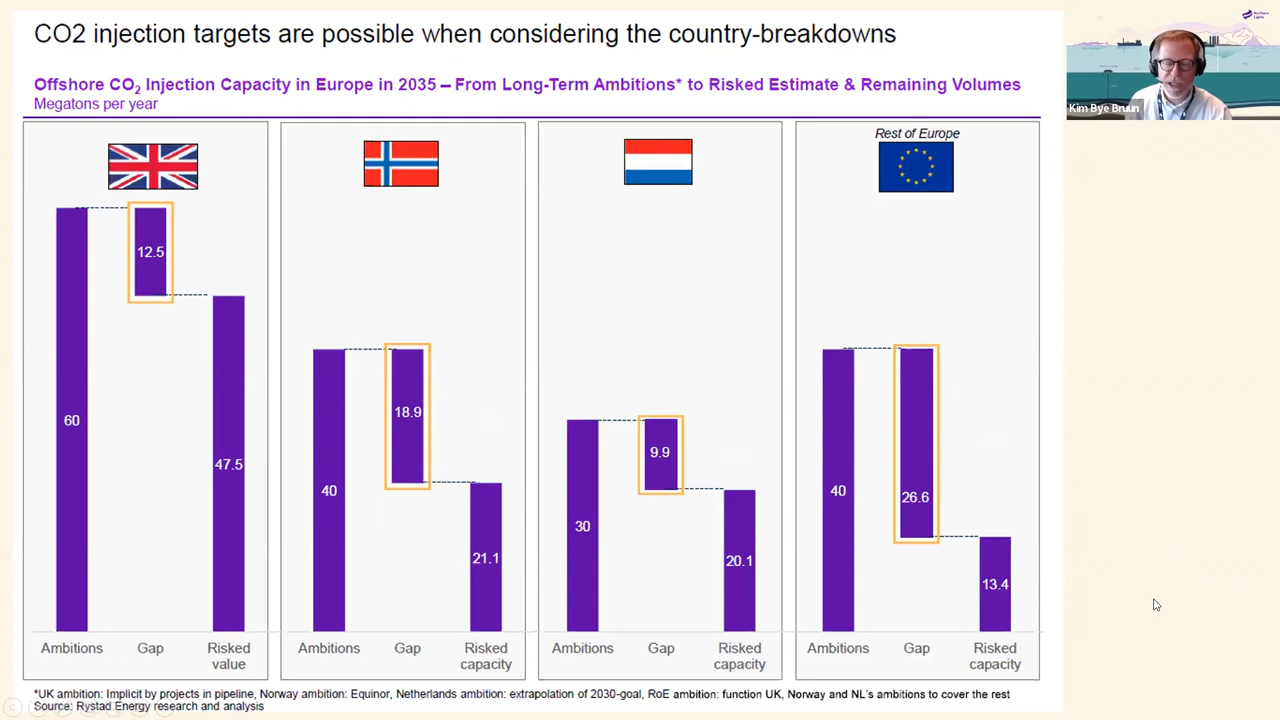 CO2 injection targets are possible when considering the country-breakdowns
Offshore CO2 Injection Capacity in Europe in 2035 – From Long-Term Ambitions* to Risked Estimate & Remaining Volumes
Megatons per year
60
12.5
47.5
Ambitions
Gap
Risked
value
40
18.9
21.1
Ambitions
Gap
Risked
capacity
30
9.9
20.1
Ambitions
Gap
Risked
capacity
Rest of Europe
40
26.6
13.4
Ambitions
Gap
Risked
capacity
*UK ambition: Implicit by projects in pipeline, Norway ambition: Equinor, Netherlands ambition: extrapolation of 2030-goal, RoE ambition: function UK, Norway and NL's ambitions to cover the rest
Source: Rystad Energy research and analysis
Northern
Lights
Kim Bye Bruun